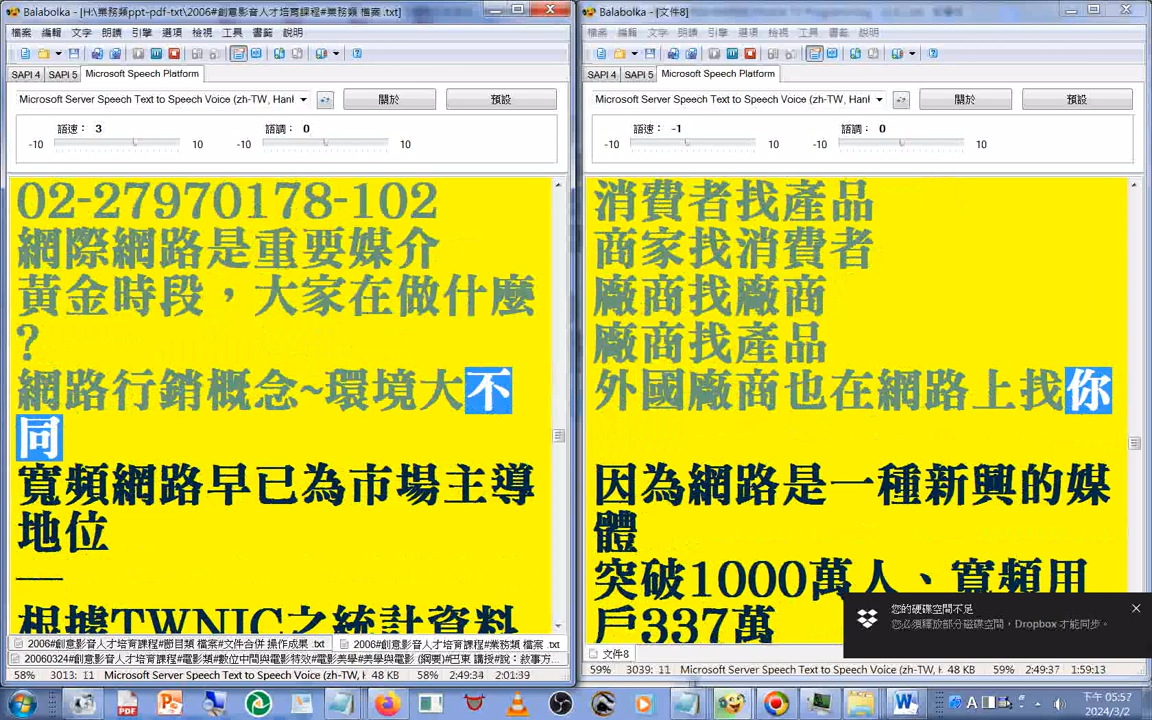 Balabolka - [H:\業務類ppt-pdf-txt\2006#創意影音人才培育課程#業務類 檔案 .txt]
檔案 編輯 文字 朗讀 引擎 選項 檢視 工具 書籤 說明
SAPI 4 SAPI 5 Microsoft Speech Platform
Microsoft Server Speech Text to Speech Voice (zh-TW, Hanl
關於 預設
語速： 3 語調： 0
-10 10 -10 10
02-27970178-102
網際網路是重要媒介
黃金時段，大家在做什麼
？
網路行銷概念~環境大不
同
寬頻網路早已為市場主導
地位
根據TWNIC之統計資料
2006#創意影音人才培育課程#節目類 檔案#文件合併 操作成果 .txt 2006#創意影音人才培育課程#業務類 檔案 .txt
20060324#創意影音人才培育課程#電影類#數位中間與電影特效#電影美學#美學與電影 (綱要)#巴東 講授#說：敘事方...
58% 3013: 11 Microsoft Server Speech Text to Speech Voice (zh-TW, H 48 KB 2:49:34 2:01:39
Balabolka - [文件8]
檔案 編輯 文字 朗讀 引擎 選項 檢視 工具 書籤 說明
SAPI 4 SAPI 5 Microsoft Speech Platform
Microsoft Server Speech Text to Speech Voice (zh-TW, Hanl
關於 預設
語速： -1 語調： 0
-10 10 -10 10
消費者找產品
商家找消費者
廠商找廠商
廠商找產品
外國廠商也在網路上找你
因為網路是一種新興的媒
體
突破1000萬人、寬頻用
戶337萬
文件8
59% 3039: 11 Microsoft Server Speech Text to Speech Voice (zh-TW, H 48 KB 59% 2:49:37 1:59:13
您的硬碟空間不足
您必須釋放部分磁碟空間，Dropbox 才能同步。
下午 05:57
2024/3/2